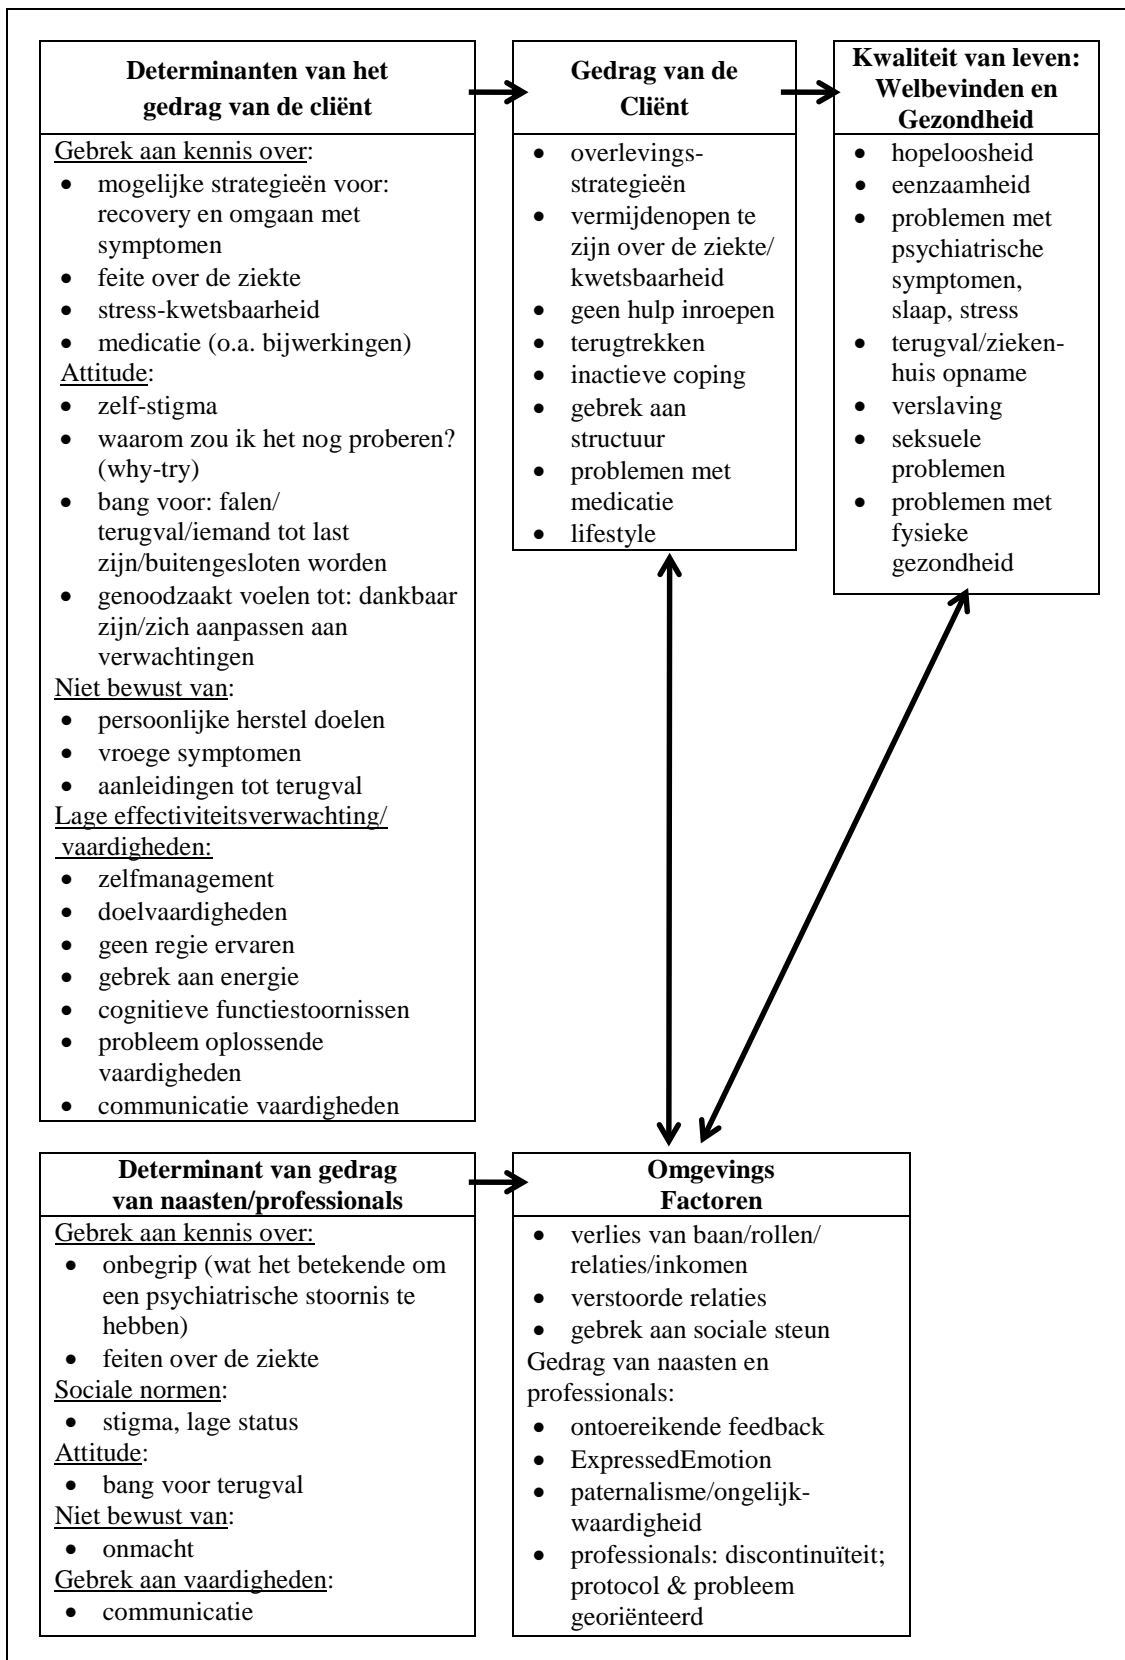 Determinanten van het
gedrag van de cliënt
Gebrek aan kennis over:
• mogelijke strategieën voor:
recovery en omgaan met
symptomen
• feite over de ziekte
• stress-kwetsbaarheid
• medicatie (o.a. bijwerkingen)
Attitude:
• zelf-stigma
• waarom zou ik het nog proberen?
(why-try)
• bang voor: falen/
terugval/iemand tot last
zijn/buitengesloten worden
• genoodzaakt voelen tot: dankbaar
zijn/zich aanpassen aan
verwachtingen
Niet bewust van:
• persoonlijke herstel doelen
• vroege symptomen
• aanleidingen tot terugval
Lage effectiviteitsverwachting/
vaardigheden:
• zelfmanagement
• doelvaardigheden
• geen regie ervaren
• gebrek aan energie
• cognitieve functiestoornissen
• probleem oplossende
vaardigheden
• communicatie vaardigheden
Gedrag van de
Cliënt
• overlevings-
strategieën
• vermijdenopen te
zijn over de ziekte/
kwetsbaarheid
• geen hulp inroepen
• terugtrekken
• inactieve coping
• gebrek aan
structuur
• problemen met
medicatie
• lifestyle
Kwaliteit van leven:
Welbevinden en
Gezondheid
• hopeloosheid
• eenzaamheid
• problemen met
psychiatrische
symptomen,
slaap, stress
• terugval/zieken-
huis opname
• verslaving
• seksuele
problemen
• problemen met
fysieke
gezondheid
Determinant van gedrag
van naasten/professionals
Gebrek aan kennis over:
• onbegrip (wat het betekende om
een psychiatrische stoornis te
hebben)
• feiten over de ziekte
Sociale normen:
• stigma, lage status
Attitude:
• bang voor terugval
Niet bewust van:
• onmacht
Gebrek aan vaardigheden:
• communicatie
Omgevings
Factoren
• verlies van baan/rollen/
relaties/inkomen
• verstoorde relaties
• gebrek aan sociale steun
Gedrag van naasten en
professionals:
• ontoereikende feedback
• ExpressedEmotion
• paternalisme/ongelijk-
waardigheid
• professionals: discontinuïteit;
protocol & probleem
georiënteerd